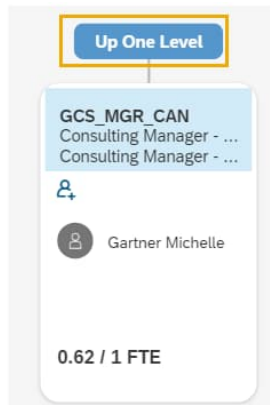 Up One Level
GCS_MGR_CAN
Consulting Manager - ...
Consulting Manager - ...
Gartner Michelle
0.62 / 1 FTE